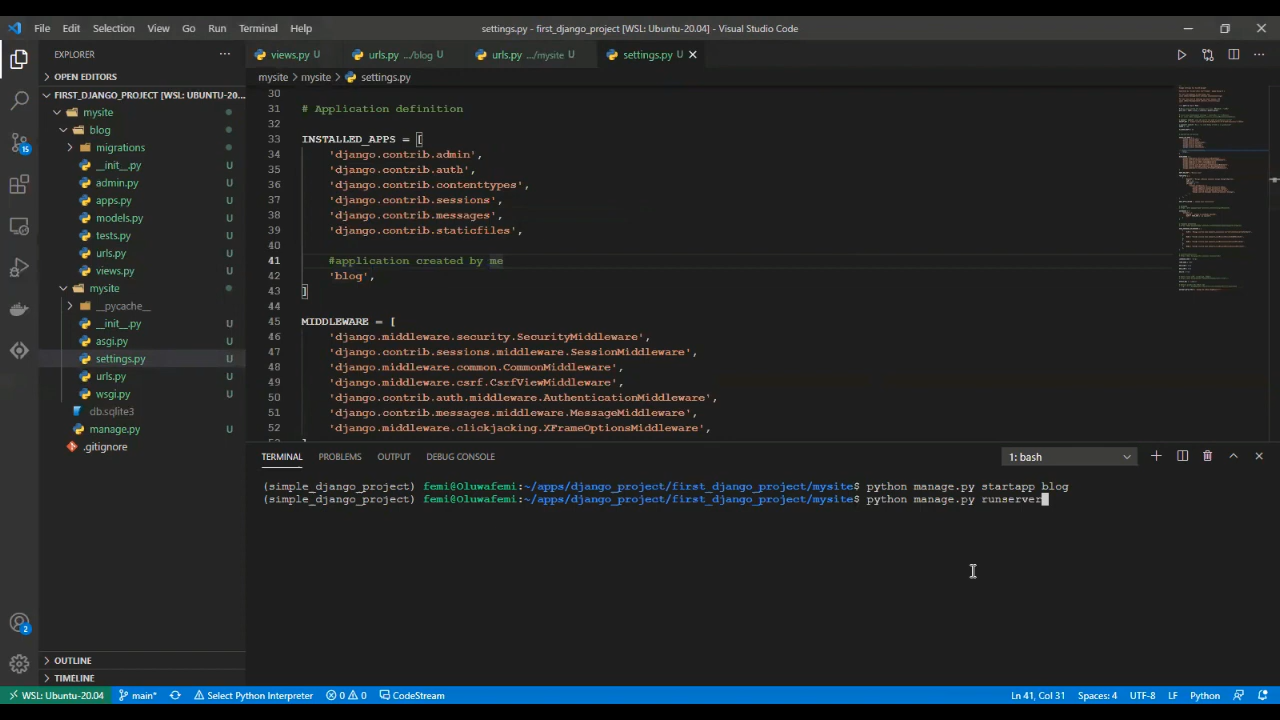 File Edit Selection View Go Run Terminal Help
settings.py - first_django_project [WSL: Ubuntu-20.04] - Visual Studio Code
EXPLORER
OPEN EDITORS
FIRST_DJANGO_PROJECT [WSL: UBUNTU-20...
mysite
blog
migrations
__init__.py U
admin.py U
apps.py U
models.py U
tests.py U
urls.py U
views.py U
mysite
__pycache__
__init__.py U
asgi.py U
settings.py U
urls.py U
wsgi.py U
db.sqlite3
manage.py U
.gitignore
OUTLINE
TIMELINE
15
2
views.py U urls.py .../blog U urls.py .../mysite U settings.py U
mysite > mysite > settings.py
30
31 # Application definition
32
33 INSTALLED_APPS = [
34 'django.contrib.admin',
35 'django.contrib.auth',
36 'django.contrib.contenttypes',
37 'django.contrib.sessions',
38 'django.contrib.messages',
39 'django.contrib.staticfiles',
40
41 #application created by me
42 'blog',
43 ]
44
45 MIDDLEWARE = [
46 'django.middleware.security.SecurityMiddleware',
47 'django.contrib.sessions.middleware.SessionMiddleware',
48 'django.middleware.common.CommonMiddleware',
49 'django.middleware.csrf.CsrfViewMiddleware',
50 'django.contrib.auth.middleware.AuthenticationMiddleware',
51 'django.contrib.messages.middleware.MessageMiddleware',
52 'django.middleware.clickjacking.XFrameOptionsMiddleware',
TERMINAL PROBLEMS OUTPUT DEBUG CONSOLE 1: bash
(simple_django_project) femi@Oluwafemi:~/apps/django_project/first_django_project/mysite$ python manage.py startapp blog
(simple_django_project) femi@Oluwafemi:~/apps/django_project/first_django_project/mysite$ python manage.py runserver
WSL: Ubuntu-20.04 main* Select Python Interpreter 0 0 CodeStream Ln 41, Col 31 Spaces: 4 UTF-8 LF Python